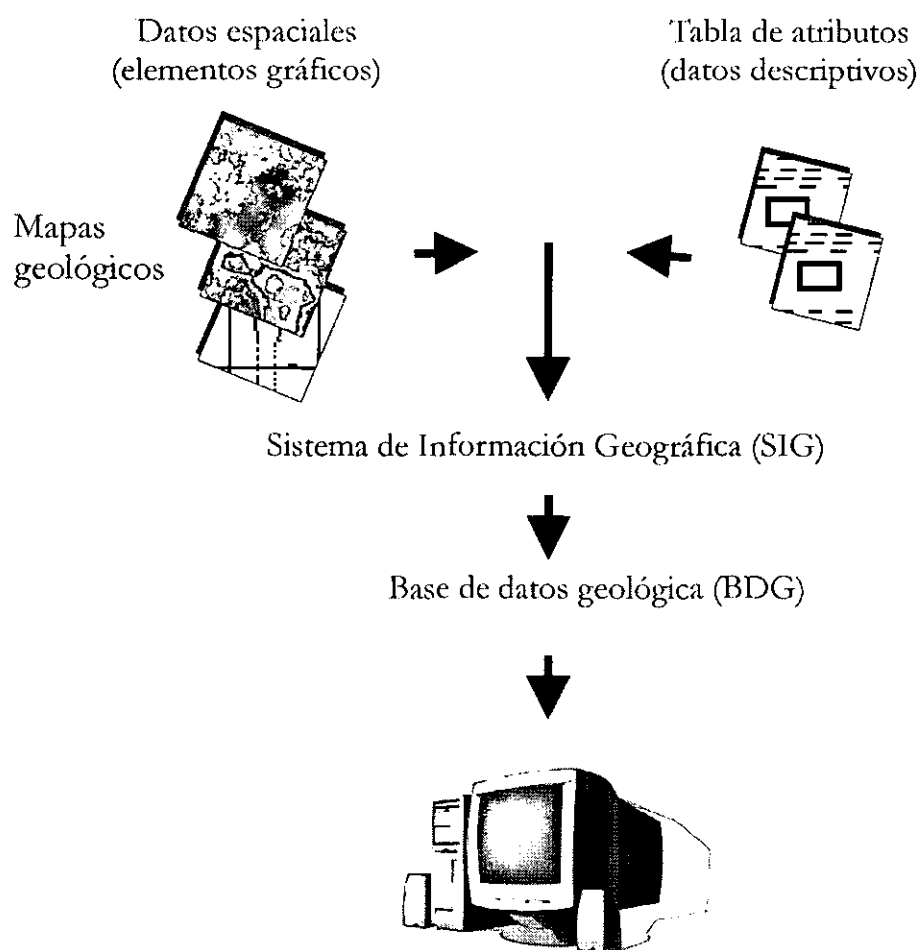 Datos espaciales
(elementos gráficos)
Tabla de atributos
(datos descriptivos)
Mapas
geológicos
Sistema de Información Geográfica (SIG)
Base de datos geológica (BDG)